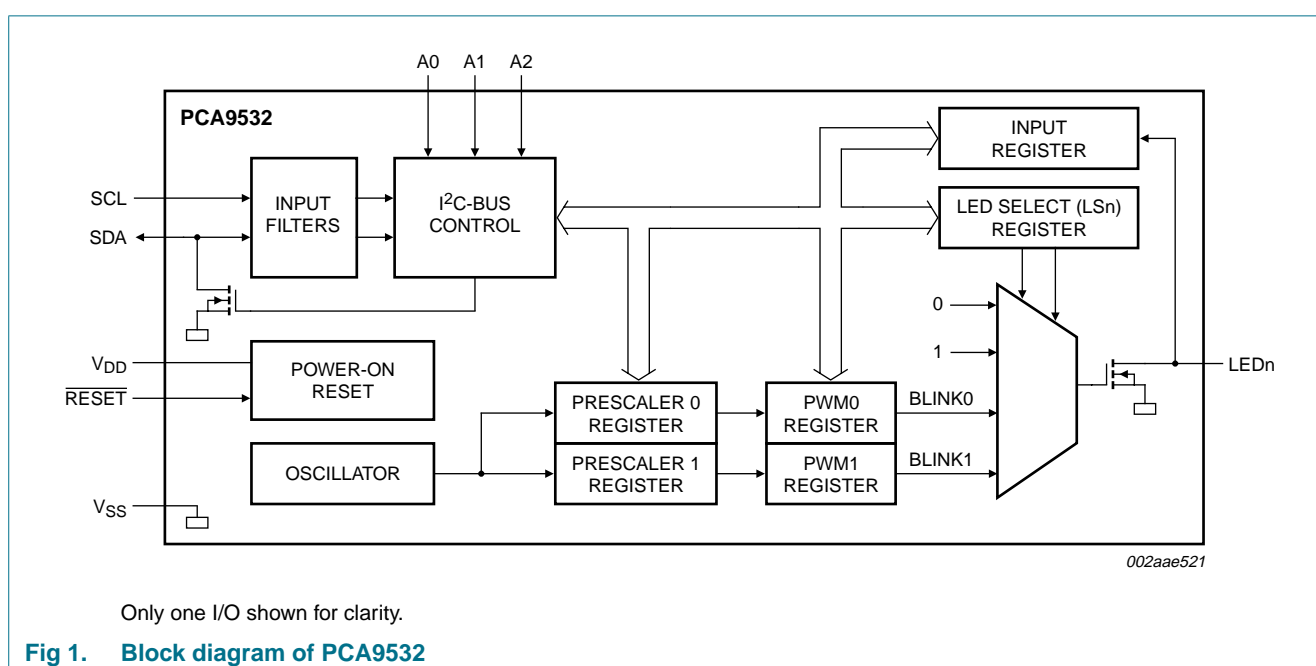 A0 A1 A2
PCA9532
SCL
SDA
INPUT
FILTERS
I2C-BUS
CONTROL
INPUT
REGISTER
LED SELECT (LSn)
REGISTER
0
1
VDD
RESET
POWER-ON
RESET
OSCILLATOR
PRESCALER 0
REGISTER
PRESCALER 1
REGISTER
PWM0
REGISTER
PWM1
REGISTER
BLINK0
BLINK1
LEDn
VSS
002aae521
Only one I/O shown for clarity.
Fig 1. Block diagram of PCA9532